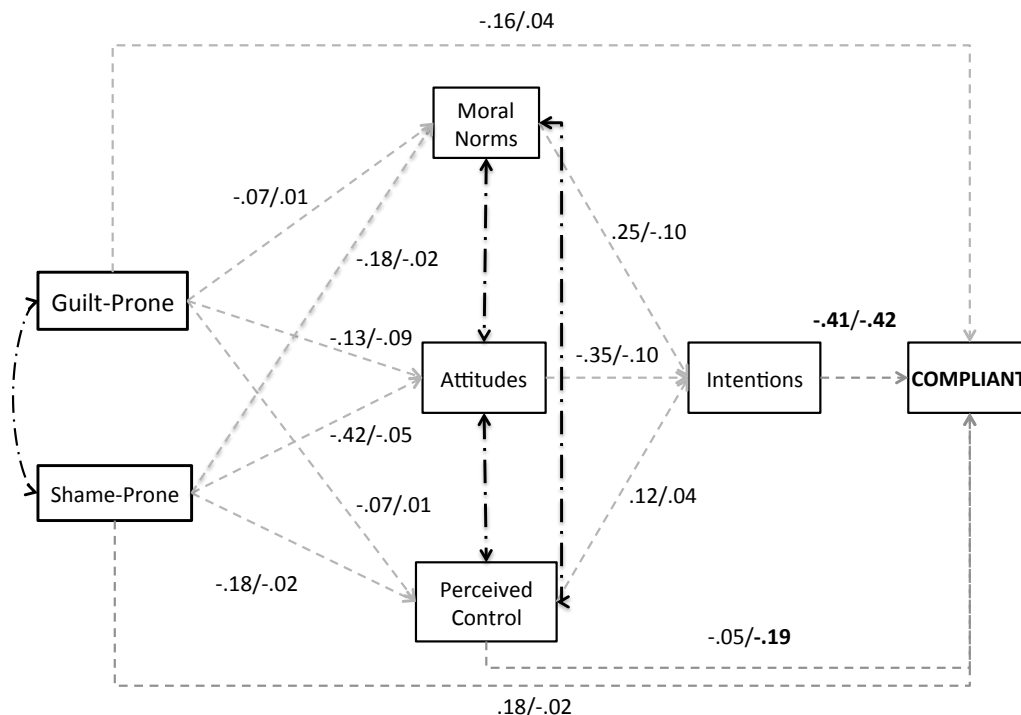 -.16/.04
Moral
Norms
-.07/.01
.25/-.10
-.18/-.02
Guilt-Prone
-.13/-.09
-.35/-.10
-.41/-.42
Attitudes
Intentions
COMPLIANT
-.42/-.05
Shame-Prone
-.07/.01
.12/.04
-.18/-.02
Perceived
Control
-.05/-.19
.18/-.02